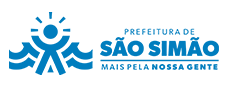 PREFEITURA DE
SÃO SIMÃO
MAIS PELA NOSSA GENTE